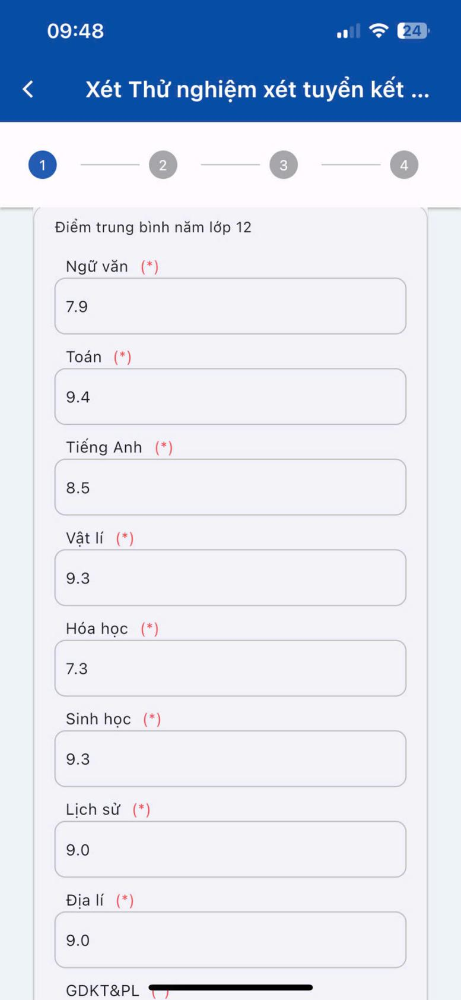 09:48
24
Xét Thử nghiệm xét tuyển kết ...
1
2
3
4
Điểm trung bình năm lớp 12
Ngữ văn (*)
7.9
Toán (*)
9.4
Tiếng Anh (*)
8.5
Vật lí (*)
9.3
Hóa học (*)
7.3
Sinh học (*)
9.3
Lịch sử (*)
9.0
Địa lí (*)
9.0
GDKT&PL